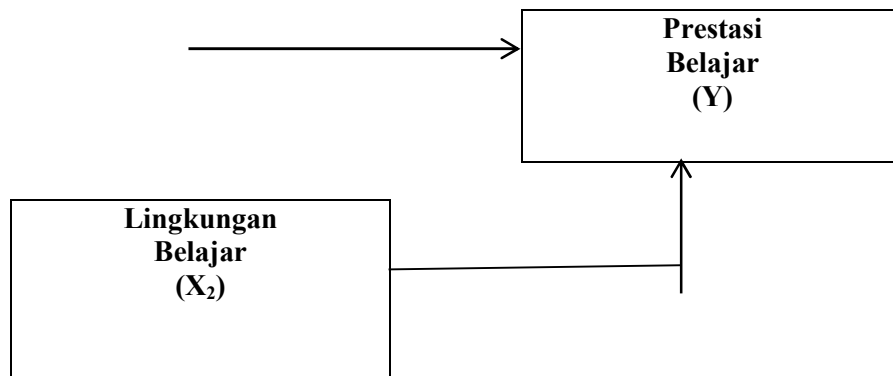 Prestasi
Belajar
(Y)
Lingkungan
Belajar
(X₂)